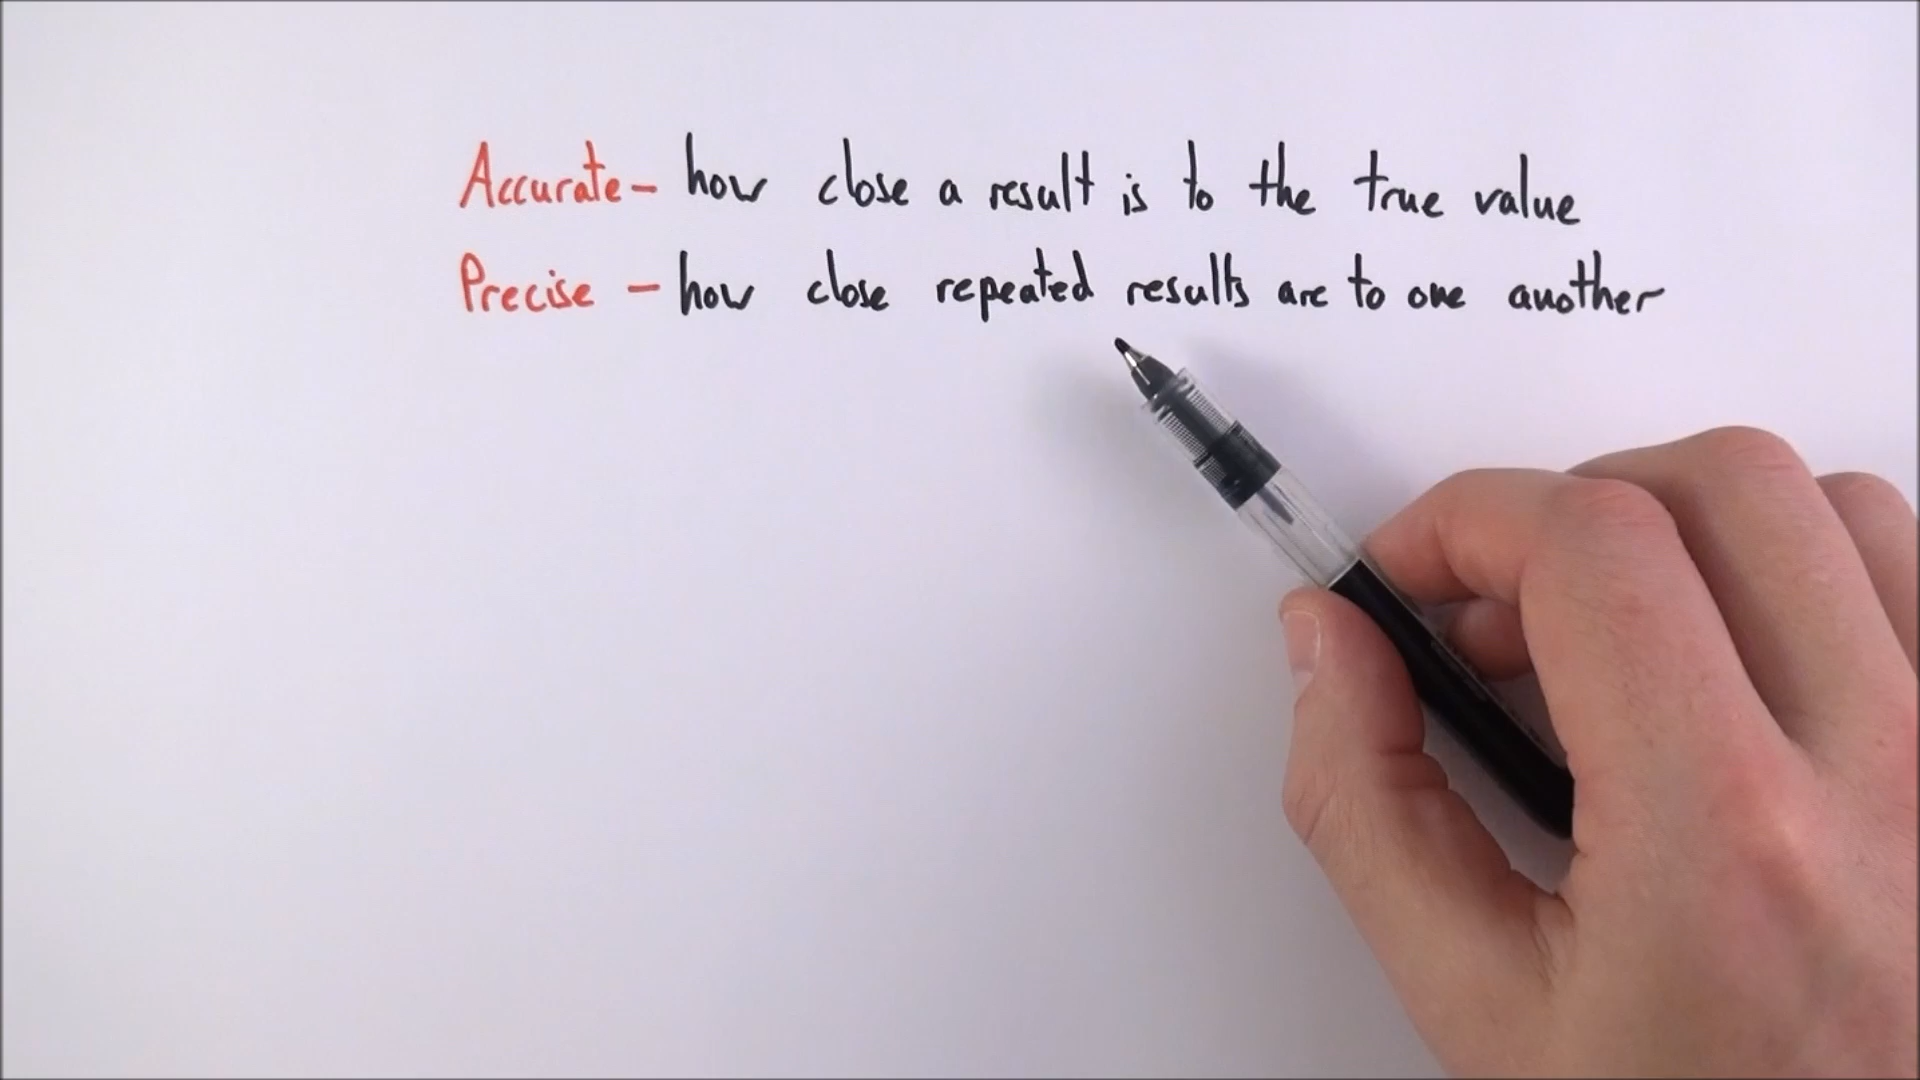 Accurate - how close a result is to the true value
Precise - how close repeated results are to one another